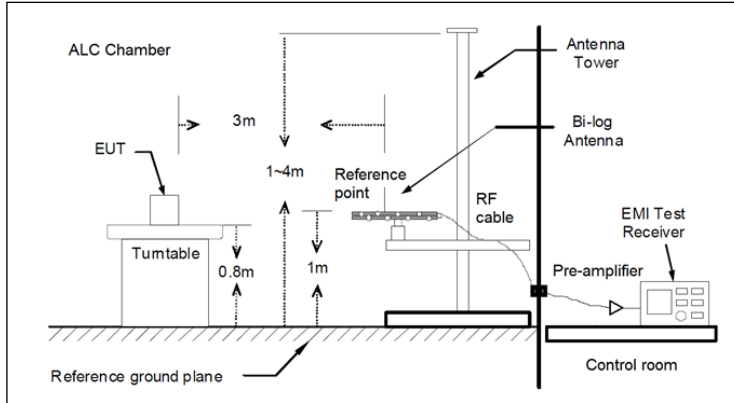 ALC Chamber
Antenna
Tower
3m
Bi-log
Antenna
EUT
1~4m
Reference
point
RF
cable
EMI Test
Receiver
Turntable
0.8m
1m
Pre-amplifier
Control room
Reference ground plane